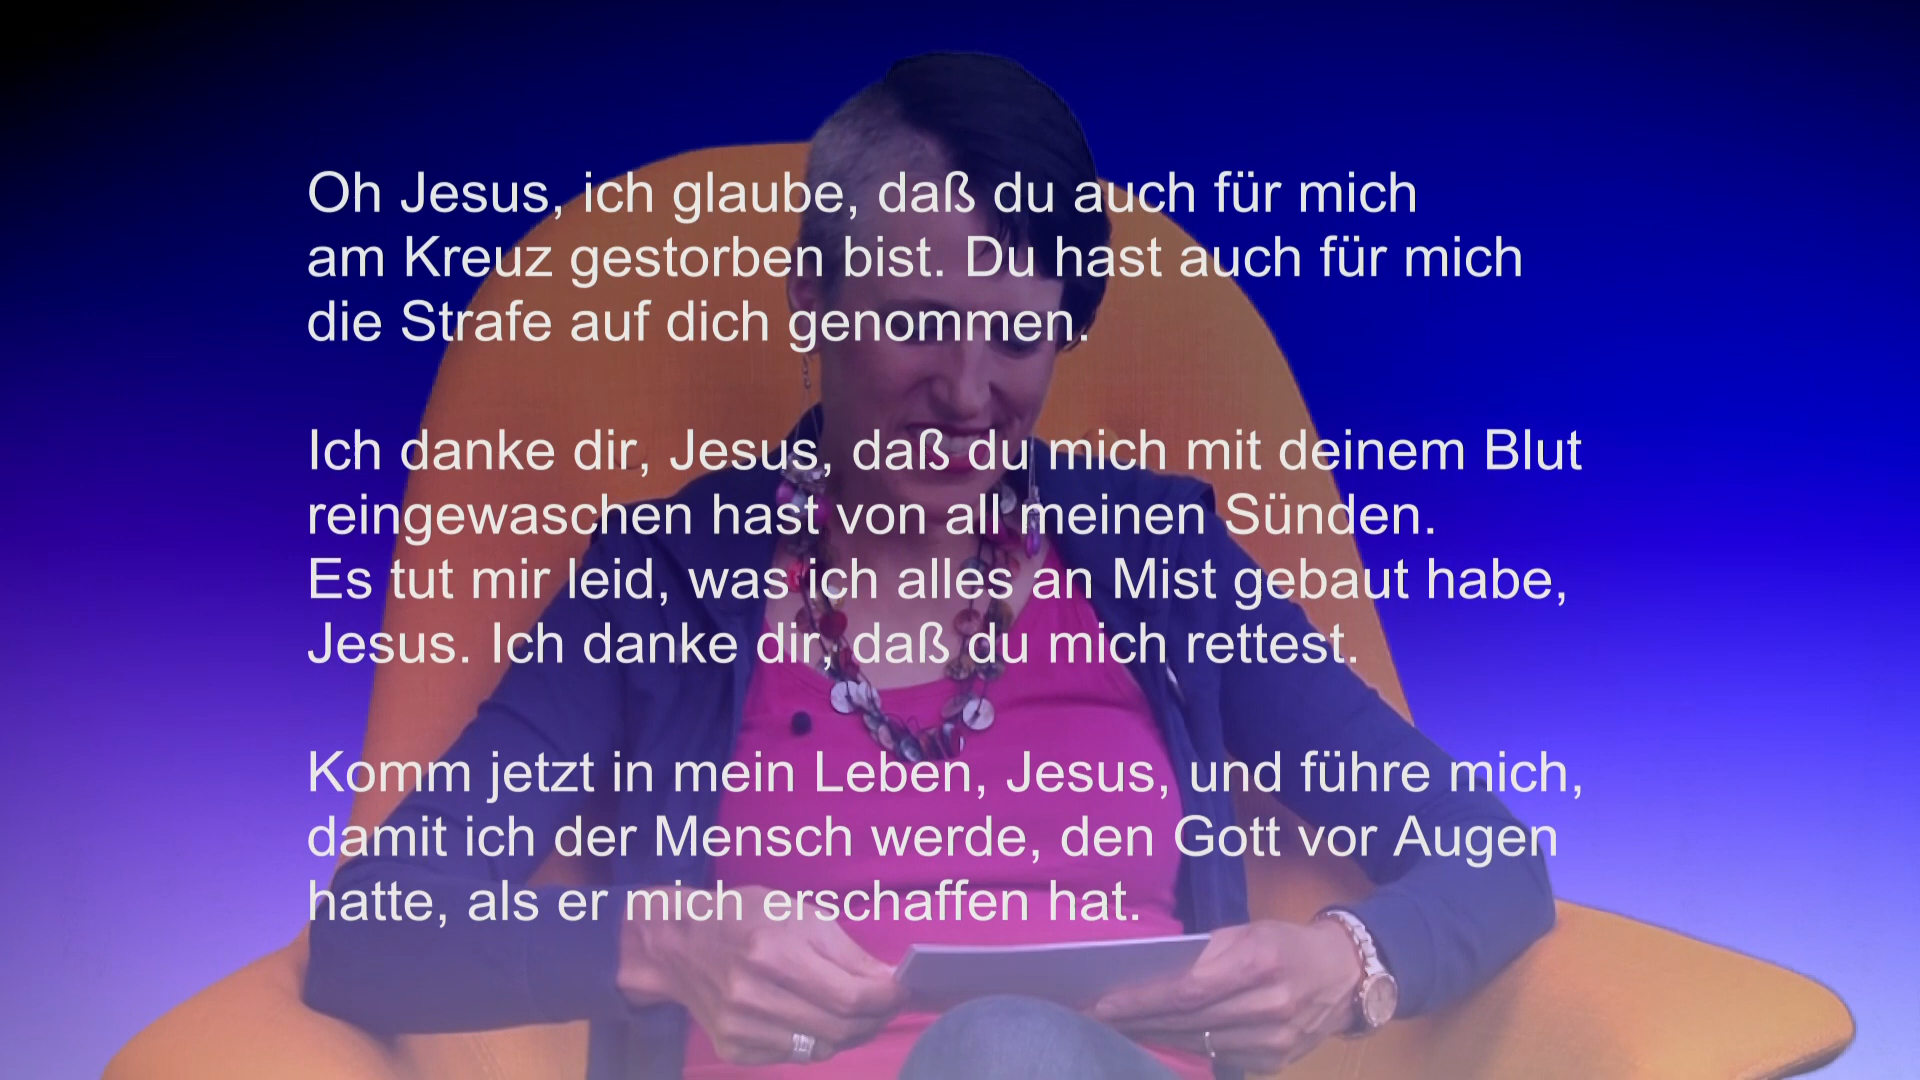 Oh Jesus, ich glaube, daß du auch für mich
am Kreuz gestorben bist. Du hast auch für mich
die Strafe auf dich genommen.
Ich danke dir, Jesus, daß du mich mit deinem Blut
reingewaschen hast von all meinen Sünden.
Es tut mir leid, was ich alles an Mist gebaut habe,
Jesus. Ich danke dir, daß du mich rettest.
Komm jetzt in mein Leben, Jesus, und führe mich,
damit ich der Mensch werde, den Gott vor Augen
hatte, als er mich erschaffen hat.